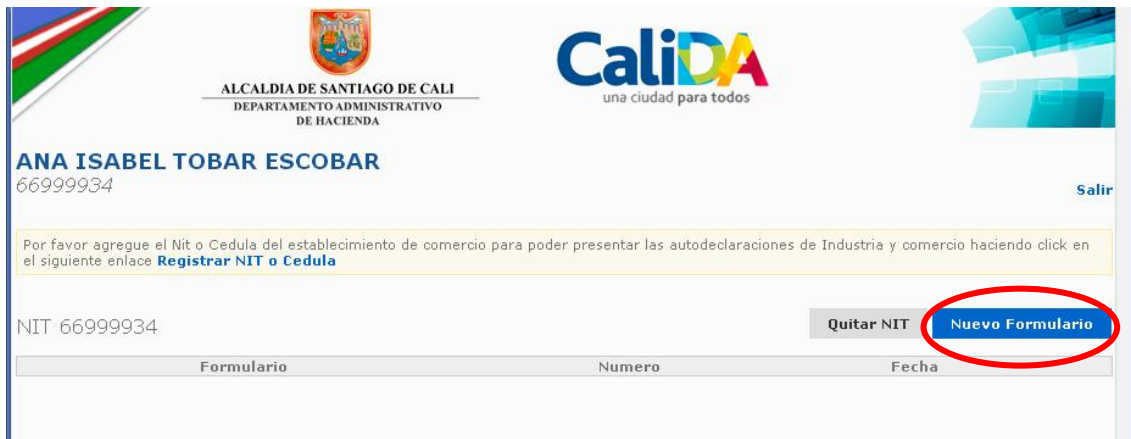 ALCALDIA DE SANTIAGO DE CALI
DEPARTAMENTO ADMINISTRATIVO
DE HACIENDA
CaliDA
una ciudad para todos
ANA ISABEL TOBAR ESCOBAR
66999934
Salir
Por favor agregue el Nit o Cedula del establecimiento de comercio para poder presentar las autodeclaraciones de Industria y comercio haciendo click en
el siguiente enlace Registrar NIT o Cedula
NIT 66999934
Quitar NIT
Nuevo Formulario
Formulario Numero Fecha